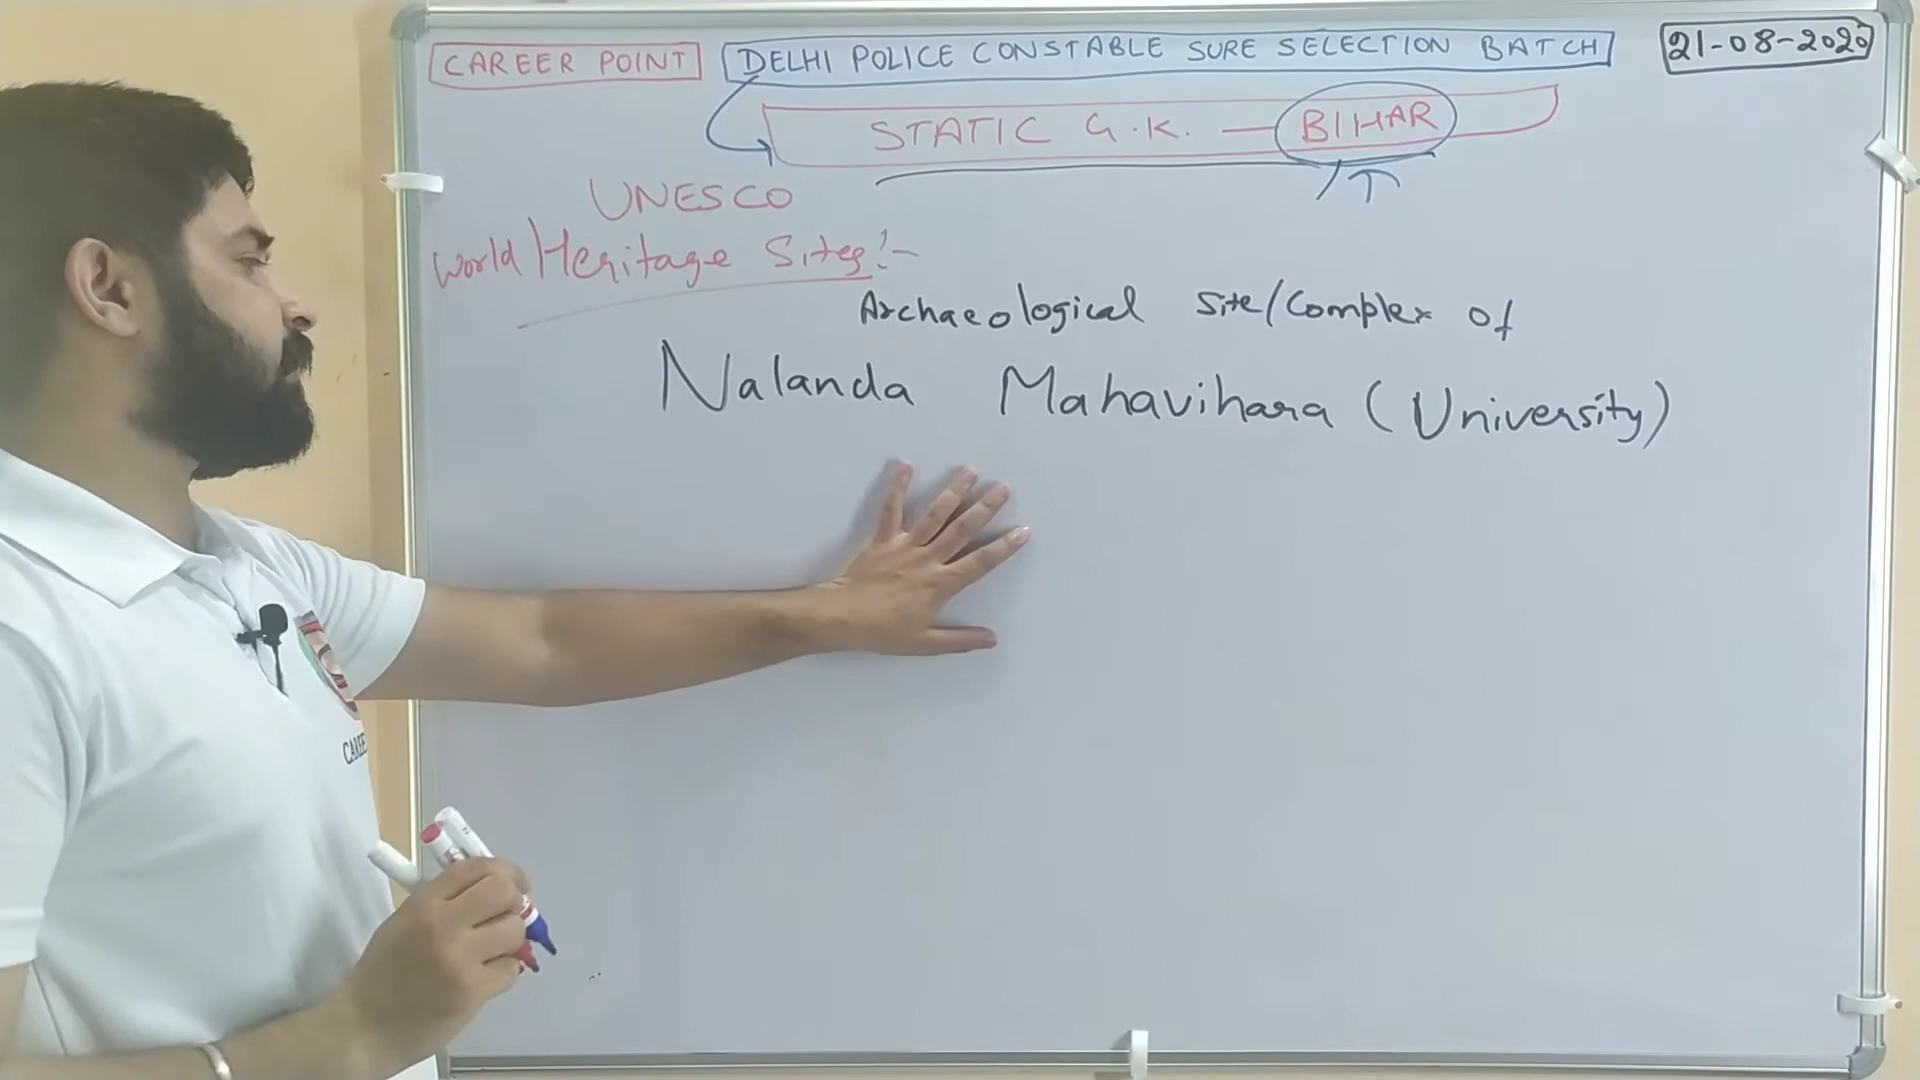 CAREER POINT DELHI POLICE CONSTABLE SURE SELECTION BATCH 21-08-2020
STATIC G.K. — BIHAR
UNESCO
World Heritage Sites:-
Archaeological Site/Complex of
Nalanda Mahavihara (University)